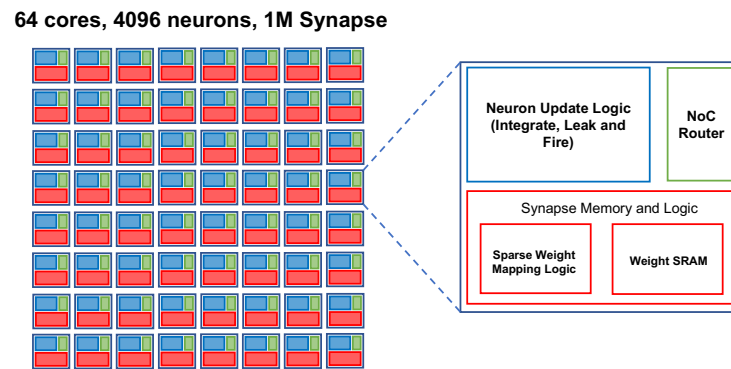 64 cores, 4096 neurons, 1M Synapse
Neuron Update Logic
(Integrate, Leak and
Fire)
NoC
Router
Synapse Memory and Logic
Sparse Weight
Mapping Logic
Weight SRAM